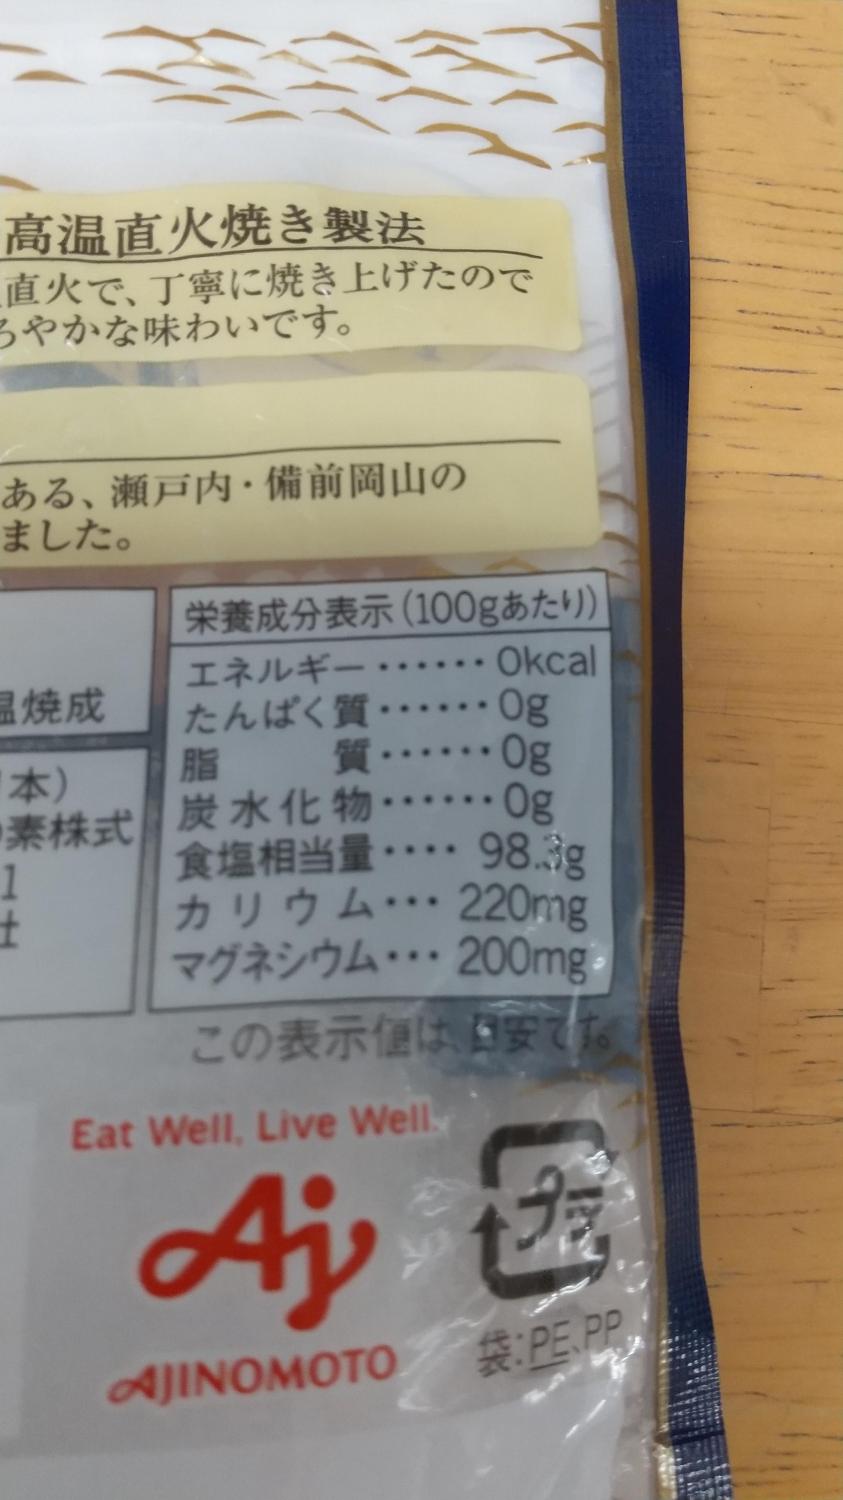 高温直火焼き製法
直火で、丁寧に焼き上げたので
ろやかな味わいです。
ある、瀬戸内・備前岡山の
ました。
温焼成
本)
素株式
1
社
栄養成分表示(100gあたり)
エネルギー・・・・・・0kcal
たんぱく質・・・・・・0g
脂 質・・・・・・0g
炭水化物・・・・・・0g
食塩相当量・・・・98.3g
カリウム・・・220mg
マグネシウム・・・200mg
この表示値は、目安です。
Eat Well, Live Well.
Aj
AJINOMOTO
プラ
袋:PE、PP